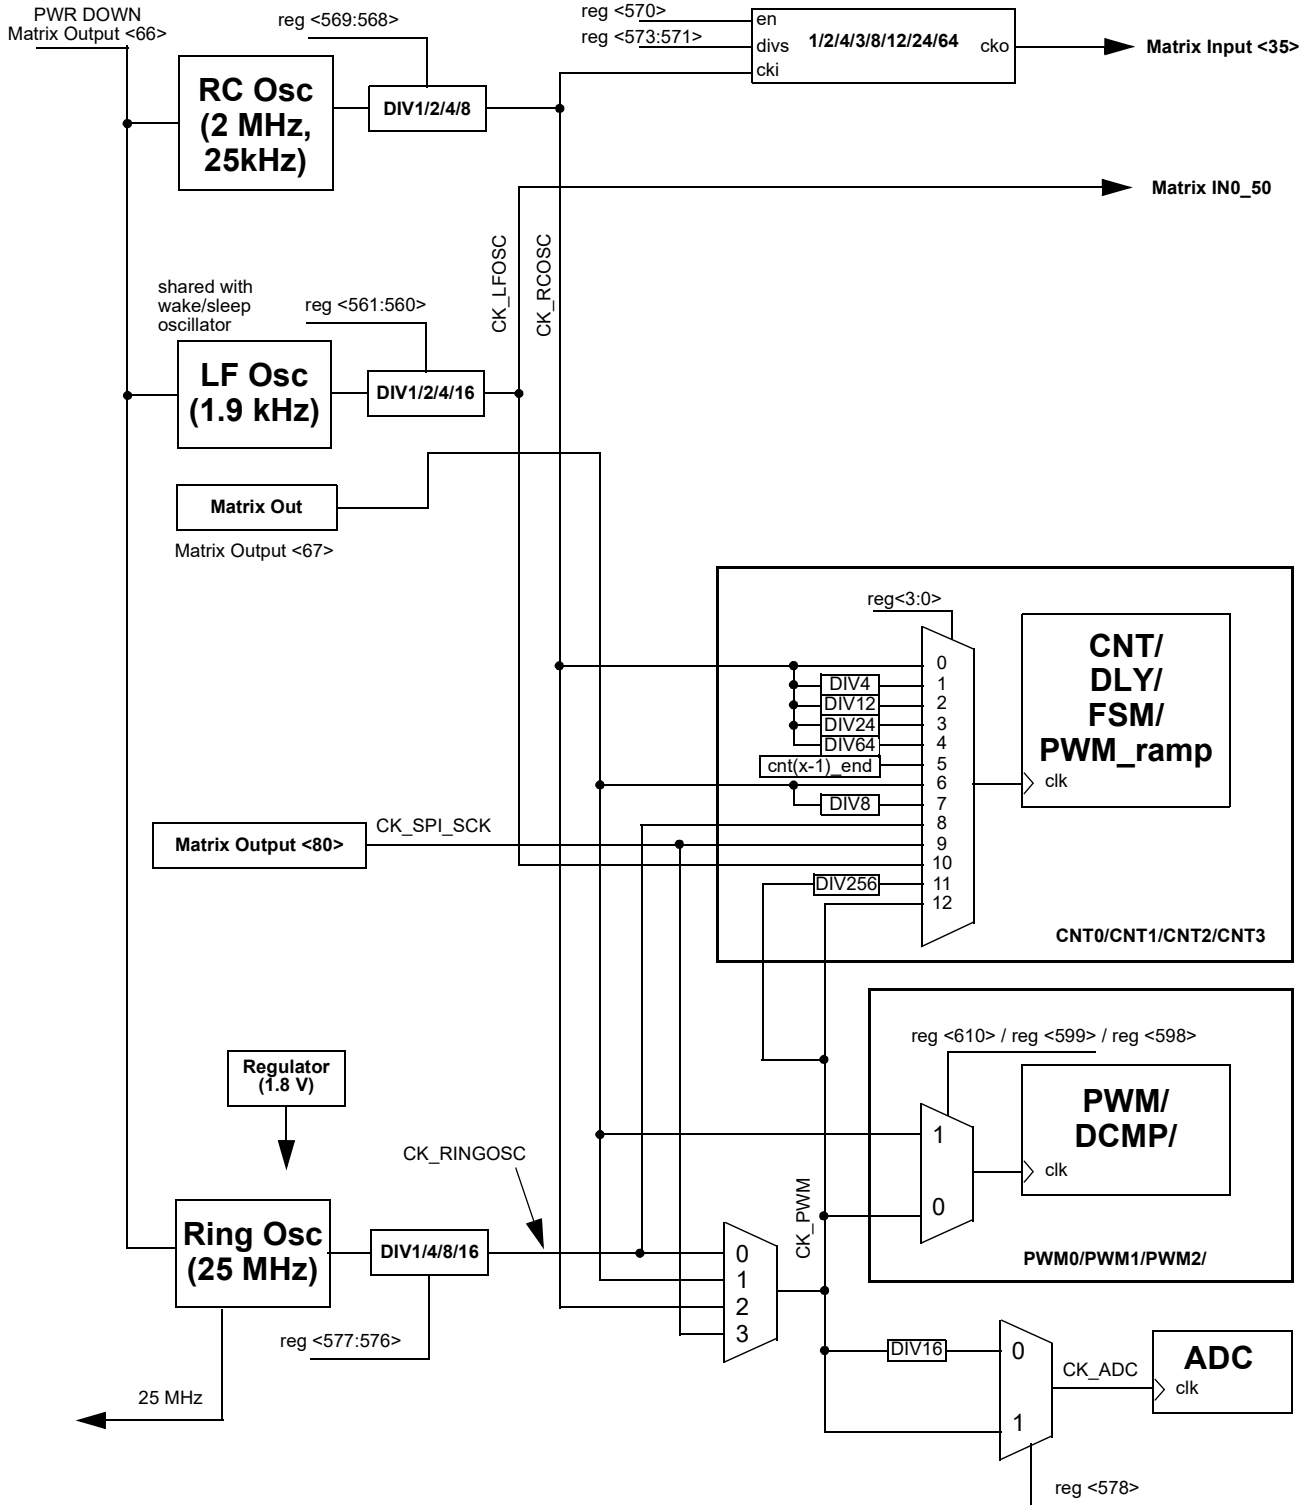 PWR DOWN
Matrix Output <66>
reg <569:568>
RC Osc
(2 MHz,
25kHz)
DIV1/2/4/8
reg <570>
reg <573:571>
en
divs
cki
1/2/4/3/8/12/24/64
cko
Matrix Input <35>
Matrix IN0_50
CK_LFOSC
CK_RCOSC
shared with
wake/sleep
oscillator
reg <561:560>
LF Osc
(1.9 kHz)
DIV1/2/4/16
Matrix Out
Matrix Output <67>
reg<3:0>
0
DIV4
1
DIV12
2
DIV24
3
DIV64
4
cnt(x-1)_end
5
6
DIV8
7
8
9
10
DIV256
11
12
CNT/
DLY/
FSM/
PWM_ramp
clk
CNT0/CNT1/CNT2/CNT3
Matrix Output <80>
CK_SPI_SCK
reg <610> / reg <599> / reg <598>
1
0
PWM/
DCMP/
clk
PWM0/PWM1/PWM2/
Regulator
(1.8 V)
CK_RINGOSC
Ring Osc
(25 MHz)
DIV1/4/8/16
reg <577:576>
25 MHz
0
1
2
3
CK_PWM
DIV16
0
1
CK_ADC
ADC
clk
reg <578>